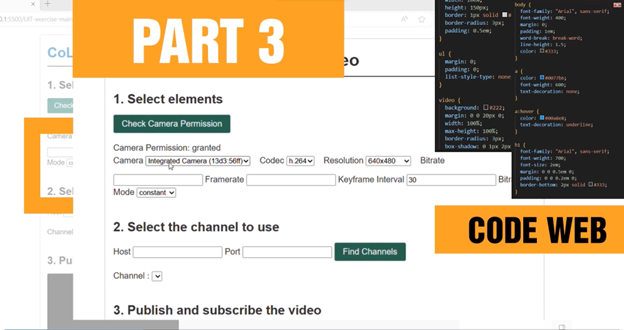 PART 3
eo
CoL
1. Sel
Check
Camera
Camera
Mode
2. Se
Host
Channel
3. Pu
1. Select elements
Check Camera Permission
Camera Permission: granted
Camera Integrated Camera (13d3:56ff) Codec h.264 Resolution 640x480 Bitrate
Framerate Keyframe Interval 30 Bitr
Mode constant
2. Select the channel to use
Host Port Find Channels
Channel :
3. Publish and subscribe the video
height: 150px;
border: 1px solid
border-radius: 3px;
padding: 0.5em;
}
ul {
margin: 0;
padding: 0;
list-style-type: none
}
video {
background: #222;
margin: 0 0 20px 0;
width: 100%;
max-height: 100%;
border-radius: 5px;
box-shadow: 0 1px 2px
body {
font-family: "Arial", sans-serif;
font-weight: 400;
margin: 0;
padding: 1em;
word-break: break-word;
line-height: 1.5;
color: #333;
}
a {
color: #0077bb;
font-weight: 600;
text-decoration: none;
}
a:hover {
text-decoration: underline;
}
h1 {
font-family: "Arial", sans-serif;
font-weight: 700;
font-size: 2em;
margin: 0 0 0.5em 0;
padding: 0 0 0.2em 0;
border-bottom: 2px solid #333;
}
CODE WEB